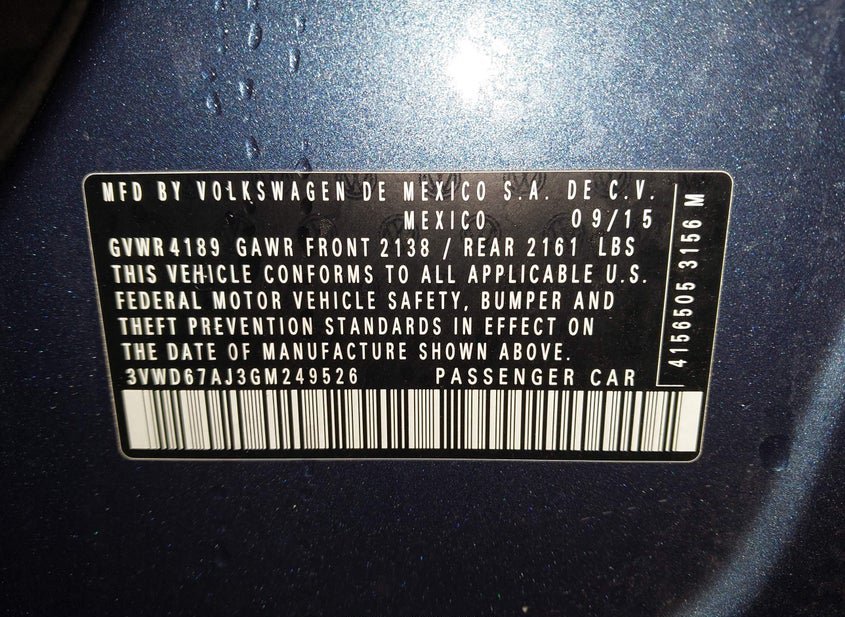 MFD BY VOLKSWAGEN DE MEXICO S.A. DE C.V.
MEXICO 09/15
GVWR 4189 GAWR FRONT 2138 / REAR 2161 LBS
THIS VEHICLE CONFORMS TO ALL APPLICABLE U.S.
FEDERAL MOTOR VEHICLE SAFETY, BUMPER AND
THEFT PREVENTION STANDARDS IN EFFECT ON
THE DATE OF MANUFACTURE SHOWN ABOVE.
3VWD67AJ3GM249526 PASSENGER CAR
4156505 3156 M